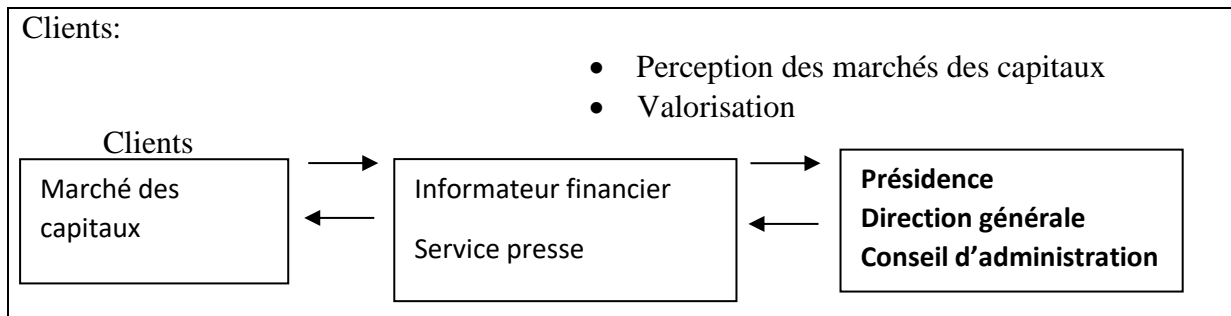 Clients:
• Perception des marchés des capitaux
• Valorisation
Clients
Marché des
capitaux
Informateur financier
Service presse
Présidence
Direction générale
Conseil d’administration